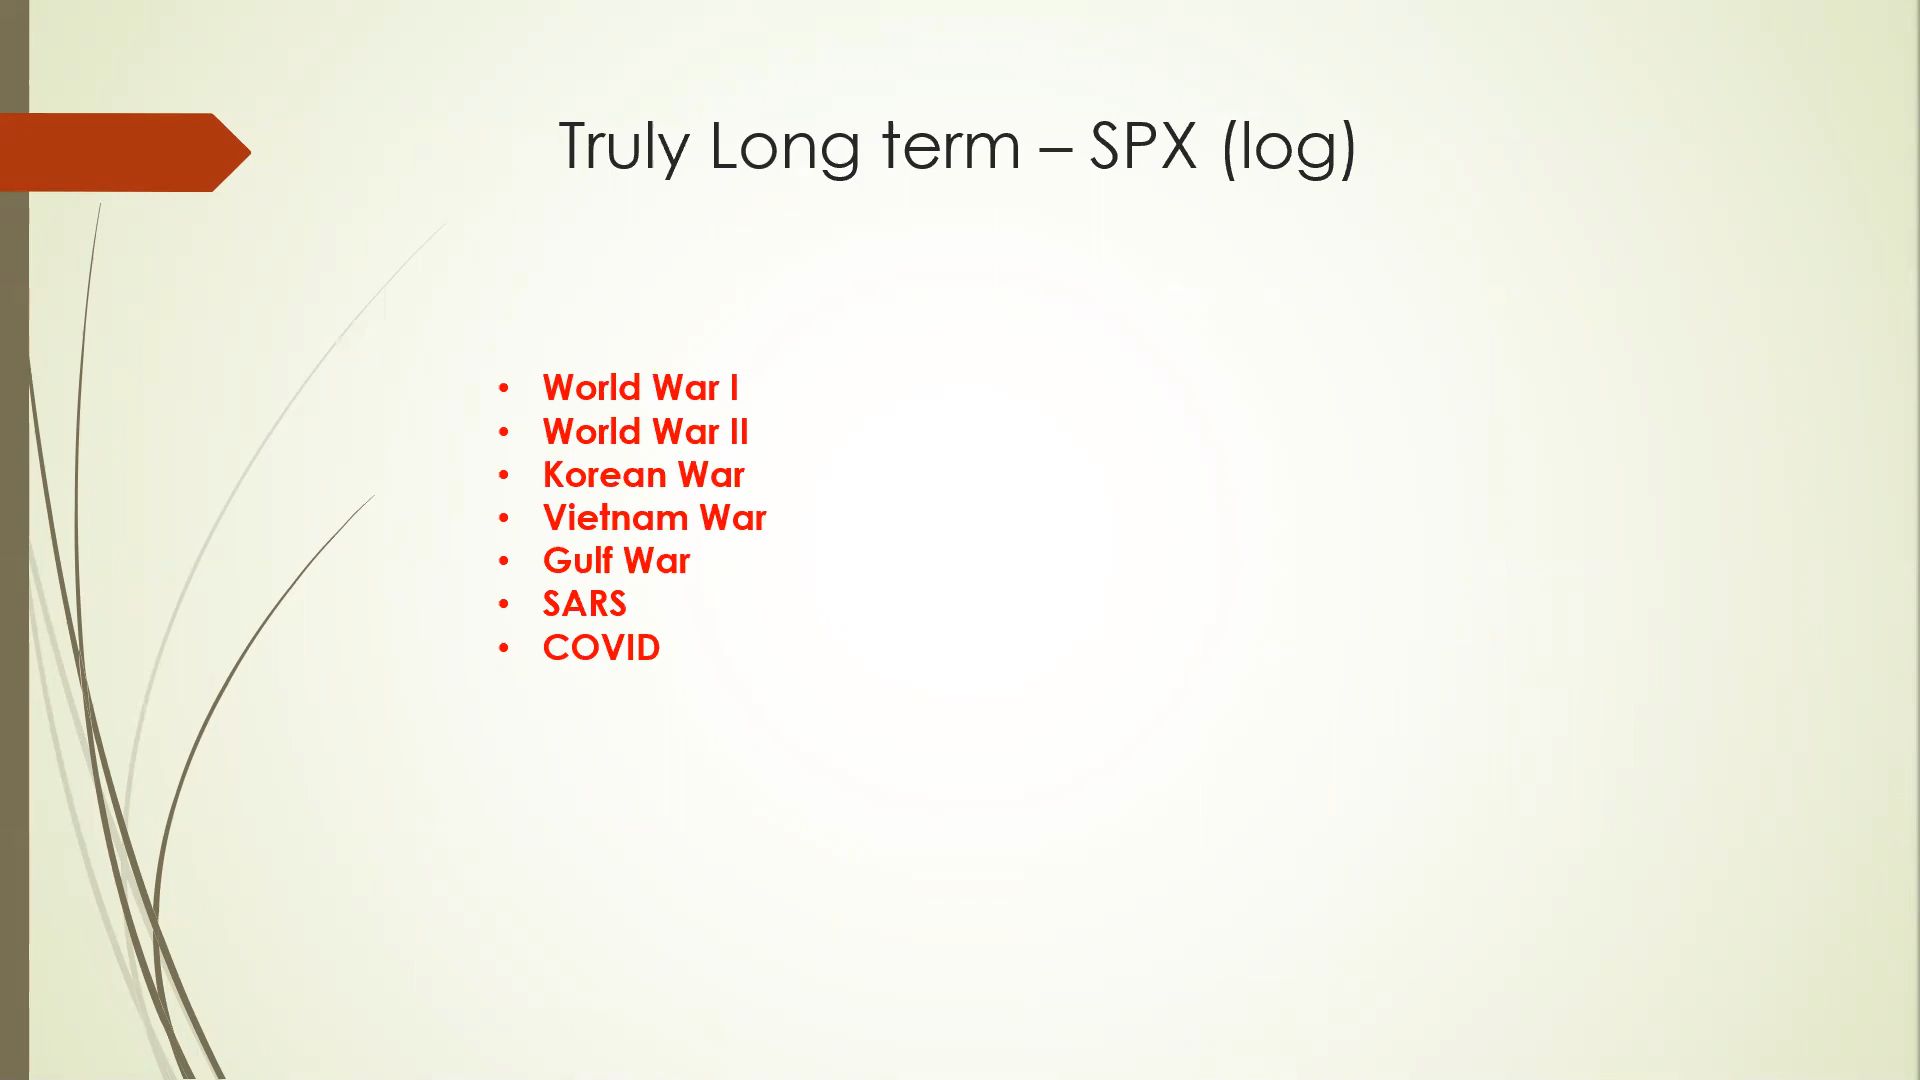 Truly Long term – SPX (log)
• World War I
• World War II
• Korean War
• Vietnam War
• Gulf War
• SARS
• COVID